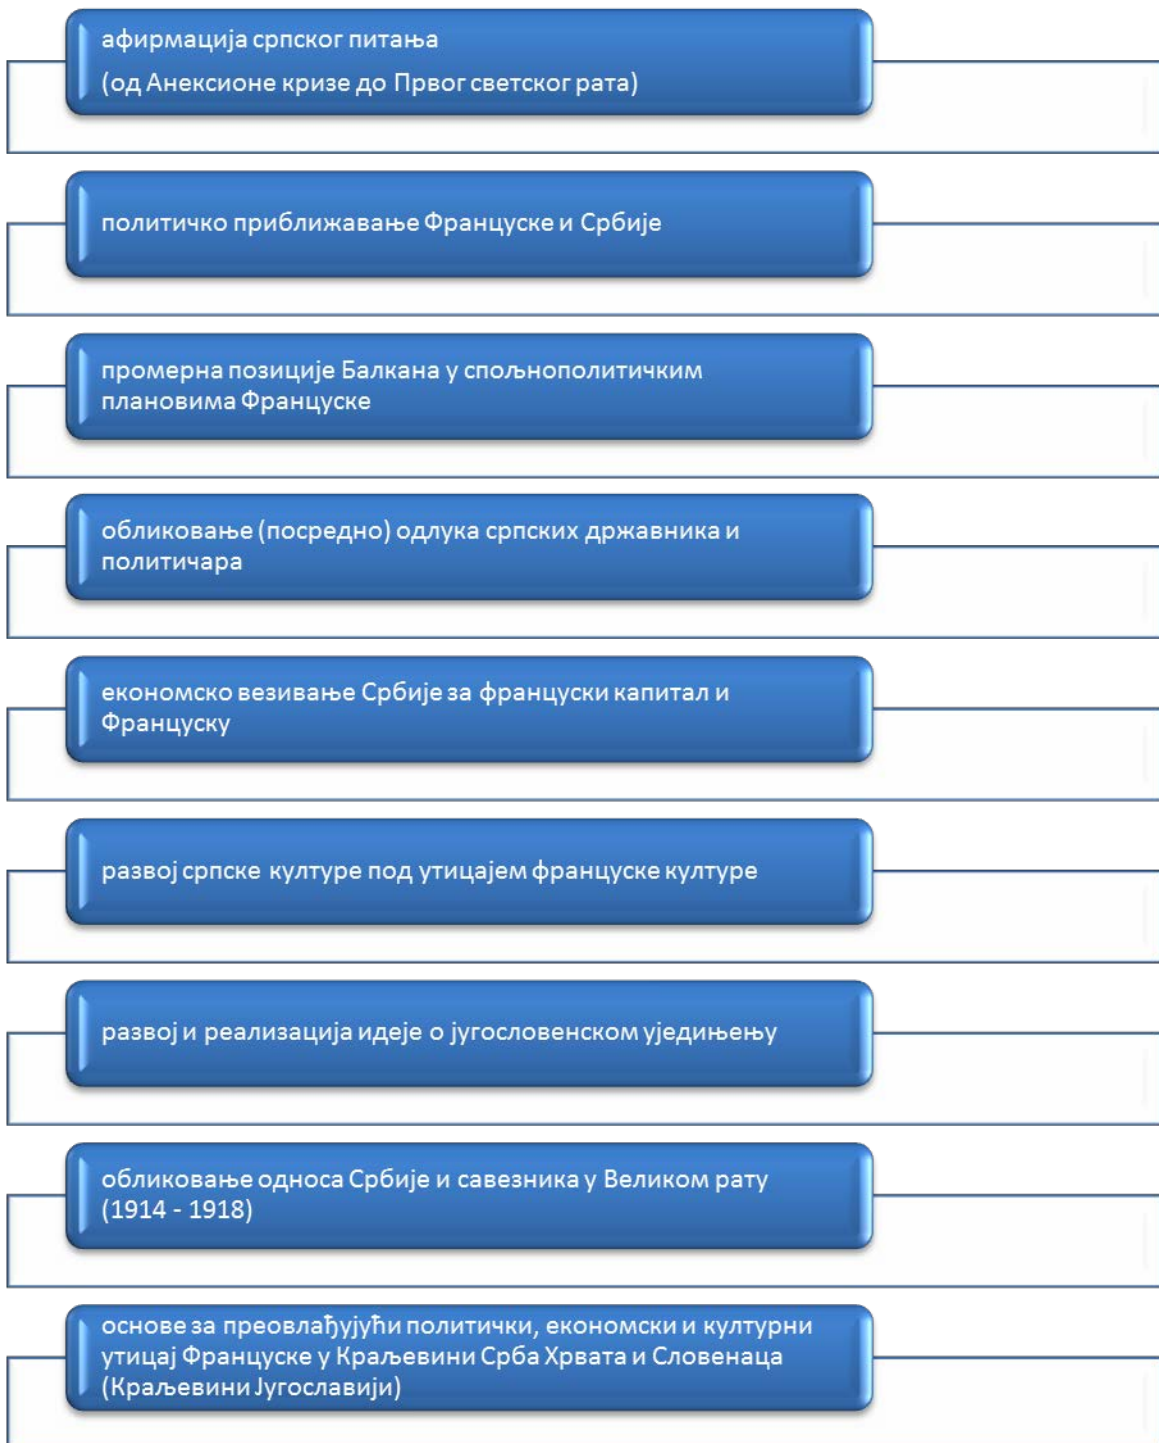 афирмација српског питања
(од Анексионе кризе до Првог светског рата)
политичко приближавање Француске и Србије
промерна позиције Балкана у спољнополитичким
плановима Француске
обликовање (посредно) одлука српских државника и
политичара
економско везивање Србије за француски капитал и
Француску
развој српске културе под утицајем француске културе
развој и реализација идеје о југословенском уједињењу
обликовање односа Србије и савезника у Великом рату
(1914 - 1918)
основе за преовлађујући политички, економски и културни
утицај Француске у Краљевини Срба Хрвата и Словенаца
(Краљевини Југославији)